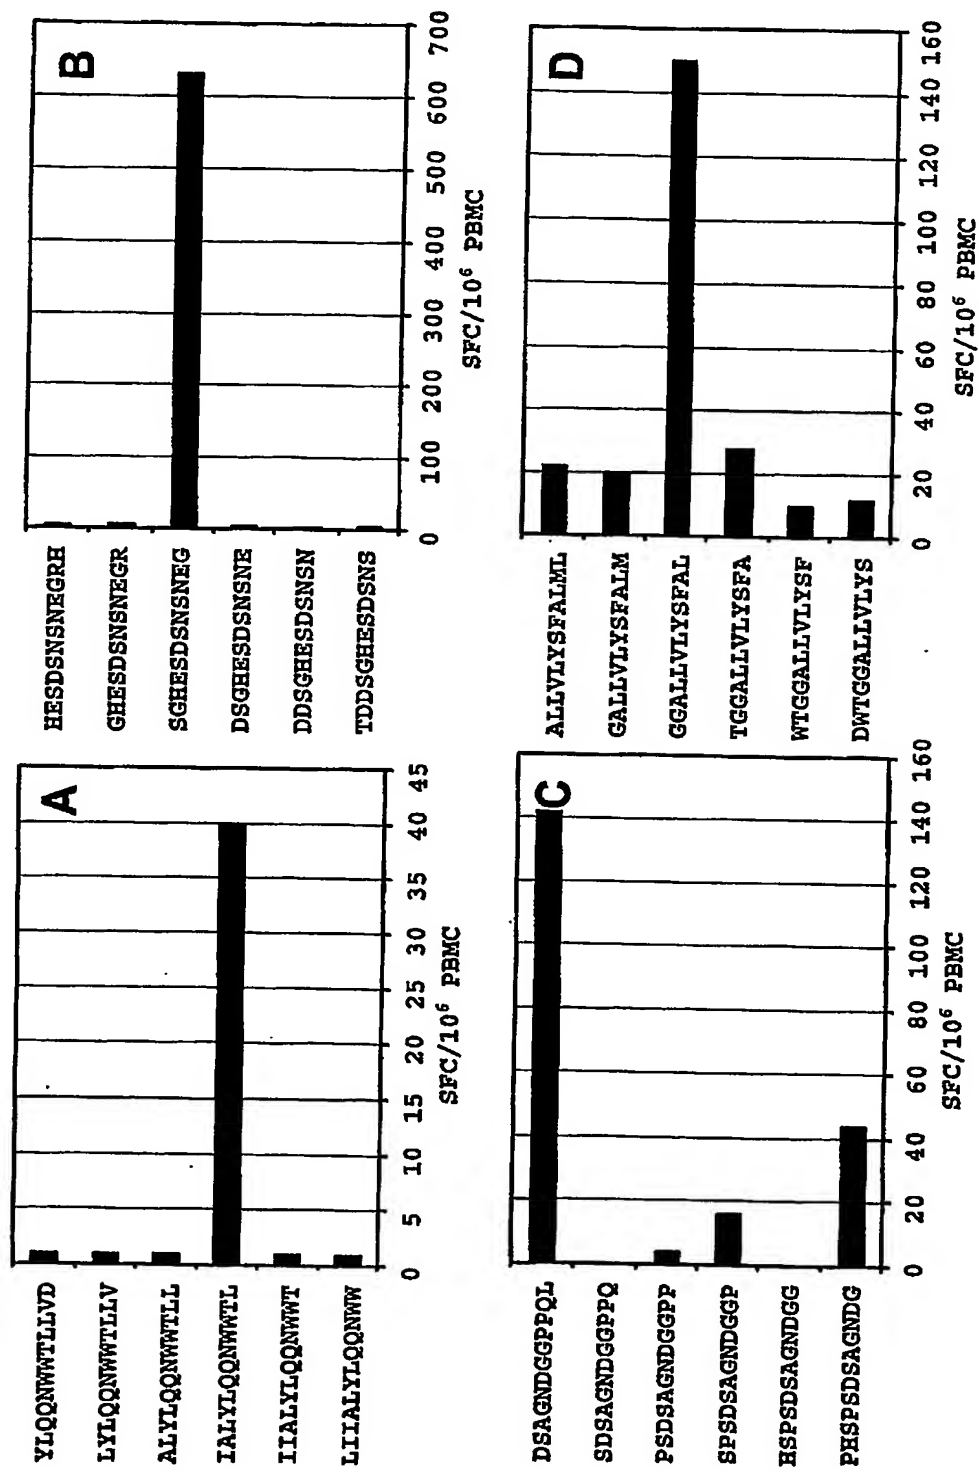 A
YLQQNWWTLLVD
LYLQQNWWTLLV
ALYLQQNWWTLL
IALYLQQNWWTL
IIALYLQQNWWT
LIIALYLQQNWW
0 5 10 15 20 25 30 35 40 45
SFC/10⁶ PBMC
B
HESDSNSNEGRH
GHESDSNSNEGR
SGHESDSNSNEG
DSGHESDSNSNE
DDSGHESDSNSN
TDDSGHESDSNS
0 100 200 300 400 500 600 700
SFC/10⁶ PBMC
C
DSAGNDGGPPQL
SDSAGNDGGPPQ
PSDSAGNDGGPP
SPSDSAGNDGGP
HSPSDSAGNDGG
PHSPSDSAGNDG
0 20 40 60 80 100 120 140 160
SFC/10⁶ PBMC
D
ALLVLYSFALML
GALLVLYSFALM
GGALLVLYSFAL
TGGALLVLYSFA
WTGGALLVLYSF
DWTGGALLVLYS
0 20 40 60 80 100 120 140 160
SFC/10⁶ PBMC